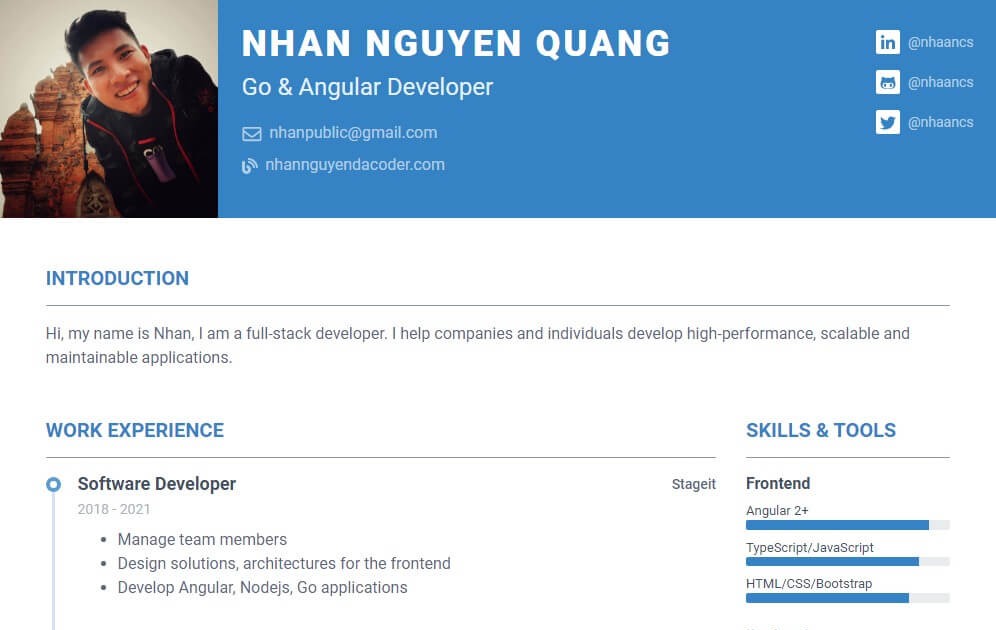 NHAN NGUYEN QUANG
Go & Angular Developer
nhanpublic@gmail.com
nhannguyendacoder.com
@nhaancs
@nhaancs
@nhaancs
INTRODUCTION
Hi, my name is Nhan, I am a full-stack developer. I help companies and individuals develop high-performance, scalable and
maintainable applications.
WORK EXPERIENCE
Software Developer
Stageit
2018 - 2021
Manage team members
Design solutions, architectures for the frontend
Develop Angular, Nodejs, Go applications
SKILLS & TOOLS
Frontend
Angular 2+
TypeScript/JavaScript
HTML/CSS/Bootstrap